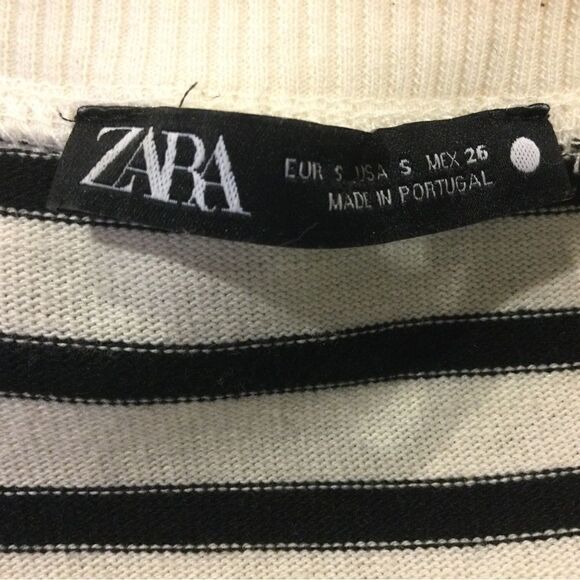 ZARA
EUR S USA S MEX 26
MADE IN PORTUGAL